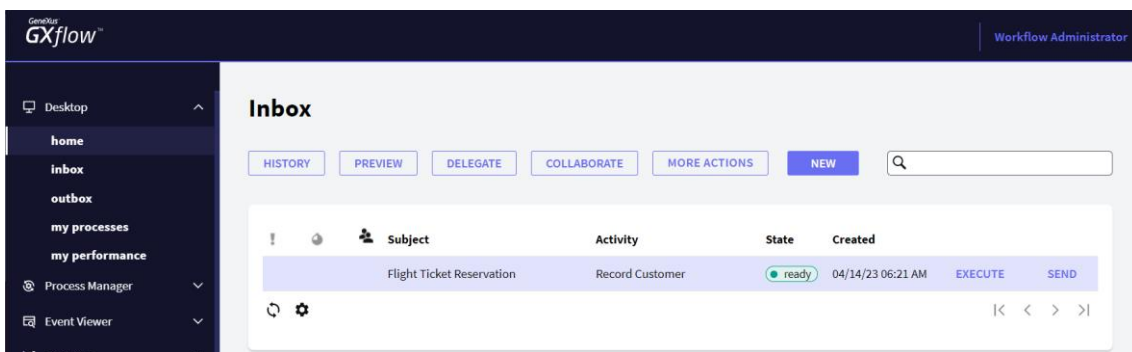 GeneXus
GXflow™
Workflow Administrator
Desktop
home
inbox
outbox
my processes
my performance
Process Manager
Event Viewer
Inbox
HISTORY PREVIEW DELEGATE COLLABORATE MORE ACTIONS NEW
! Subject Activity State Created
Flight Ticket Reservation Record Customer ready 04/14/23 06:21 AM EXECUTE SEND